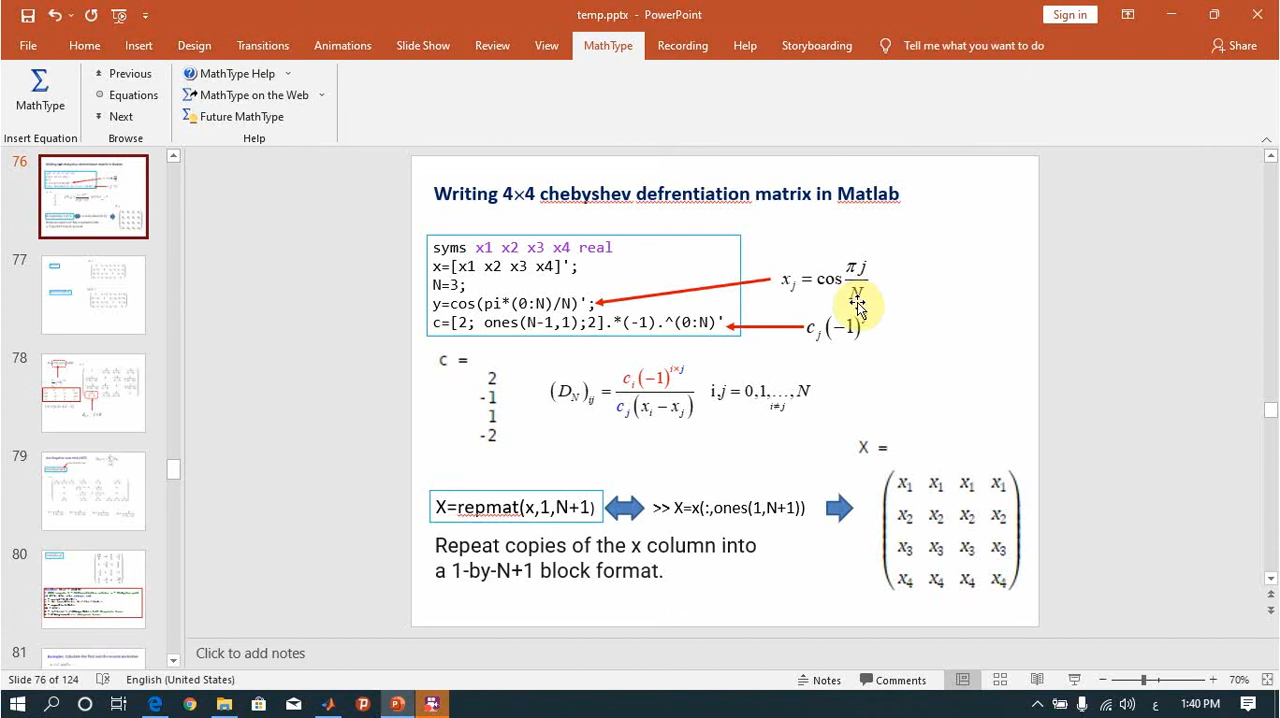 temp.pptx - PowerPoint
Sign in
File Home Insert Design Transitions Animations Slide Show Review View MathType Recording Help Storyboarding Tell me what you want to do Share
MathType
Previous
Equations
Next
MathType Help
MathType on the Web
Future MathType
Insert Equation Browse Help
76
77
78
79
80
81
Writing 4×4 chebyshev defrentiation matrix in Matlab
syms x1 x2 x3 x4 real
x=[x1 x2 x3 x4]';
N=3;
y=cos(pi*(0:N)/N)';
c=[2; ones(N-1,1);2].*(-1).^(0:N)'
x_j = cos πj/N
c_j (-1)
c =
2
-1
1
-2
(D_N)_ij = c_i(-1)^(i×j) / c_j(x_i − x_j) i,j = 0,1,...,N i≠j
X =
x1 x1 x1 x1
x2 x2 x2 x2
x3 x3 x3 x3
x4 x4 x4 x4
X=repmat(x,1,N+1) >> X=x(:,ones(1,N+1))
Repeat copies of the x column into
a 1-by-N+1 block format.
Click to add notes
Slide 76 of 124 English (United States) Notes Comments 70%
ع 1:40 PM